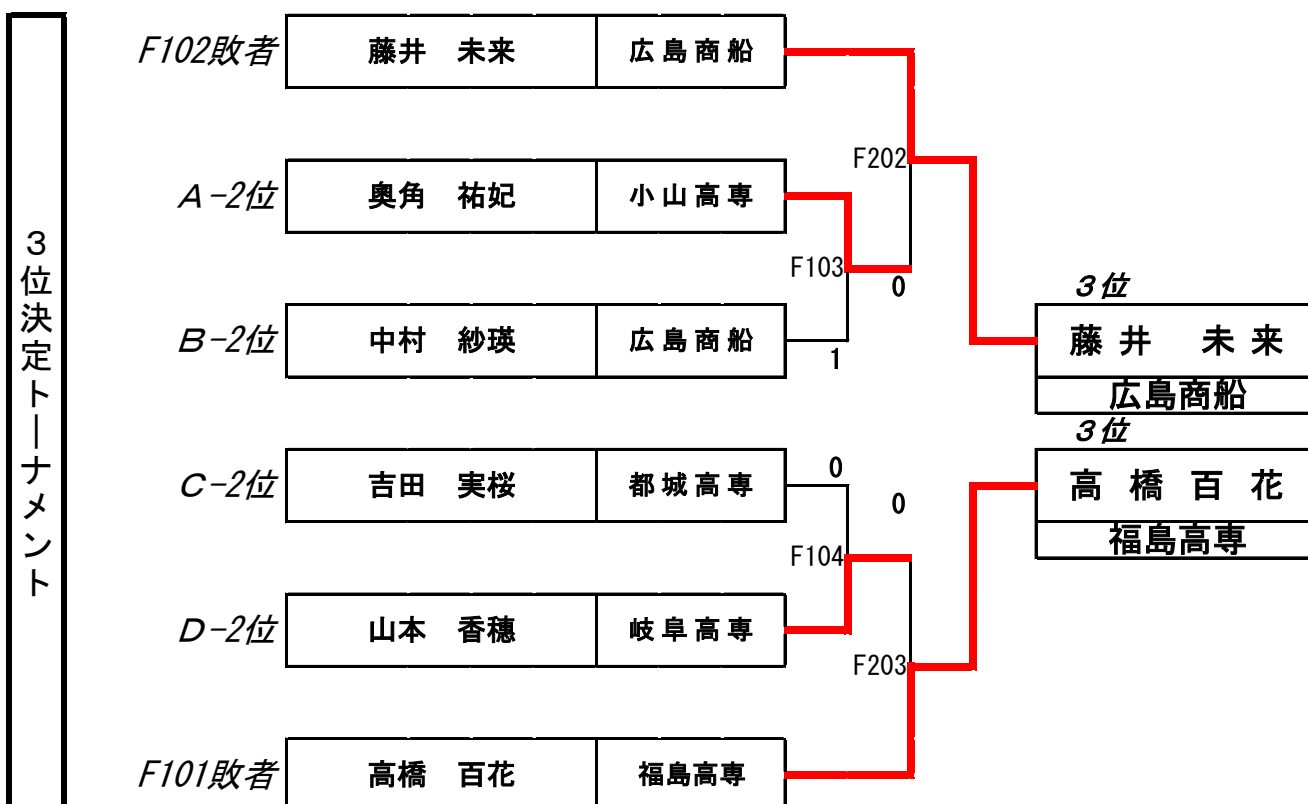 3位決定トーナメント
F102敗者 藤井 未来 広島商船
F202
A-2位 奥角 祐妃 小山高専
F103
0
3位
B-2位 中村 紗瑛 広島商船
1
藤井 未来
広島商船
3位
C-2位 吉田 実桜 都城高専
0
0
高橋百花
福島高専
F104
D-2位 山本 香穂 岐阜高専
F203
F101敗者 高橋 百花 福島高専